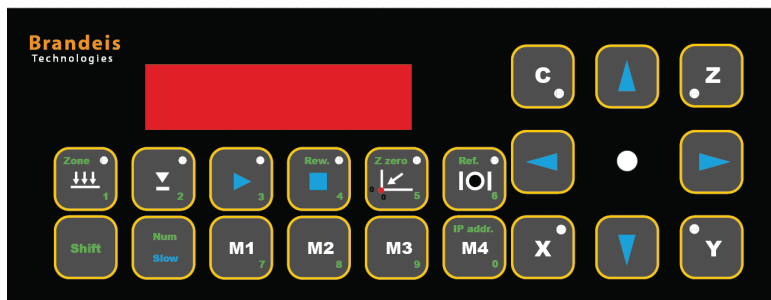 Brandeis
Technologies
C
Z
Zone
1
2
3
Rew.
4
Z zero
0
0
5
Ref.
6
Shift
Num
Slow
M1
7
M2
8
M3
9
IP addr.
M4
0
X
Y